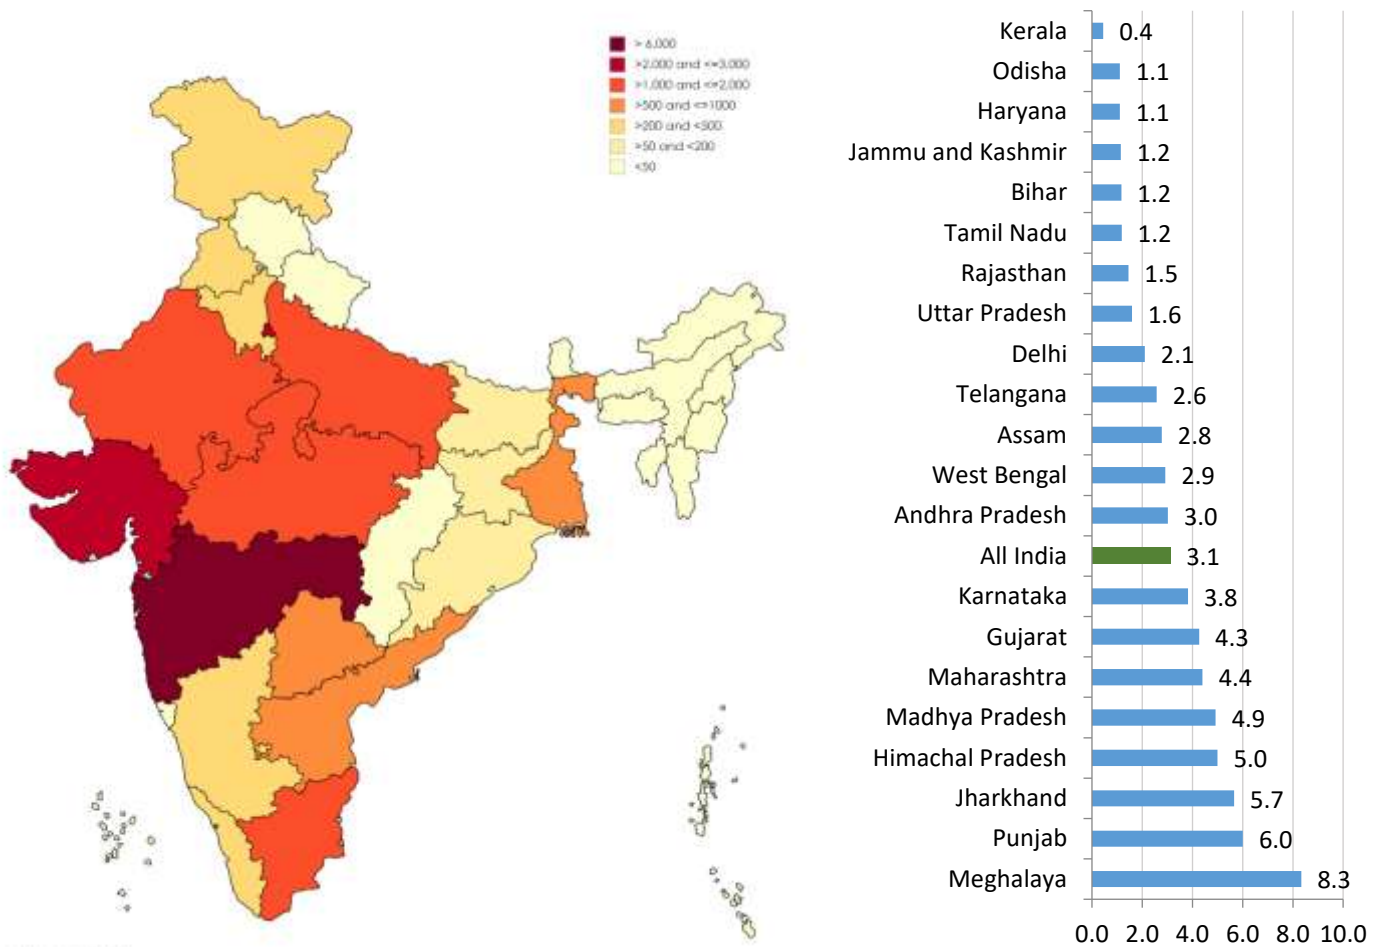 > 6,000
>2,000 and <=3,000
>1,000 and <=2,000
>500 and <=1000
>200 and <500
>50 and <200
<50
Kerala 0.4
Odisha 1.1
Haryana 1.1
Jammu and Kashmir 1.2
Bihar 1.2
Tamil Nadu 1.2
Rajasthan 1.5
Uttar Pradesh 1.6
Delhi 2.1
Telangana 2.6
Assam 2.8
West Bengal 2.9
Andhra Pradesh 3.0
All India 3.1
Karnataka 3.8
Gujarat 4.3
Maharashtra 4.4
Madhya Pradesh 4.9
Himachal Pradesh 5.0
Jharkhand 5.7
Punjab 6.0
Meghalaya 8.3
0.0 2.0 4.0 6.0 8.0 10.0